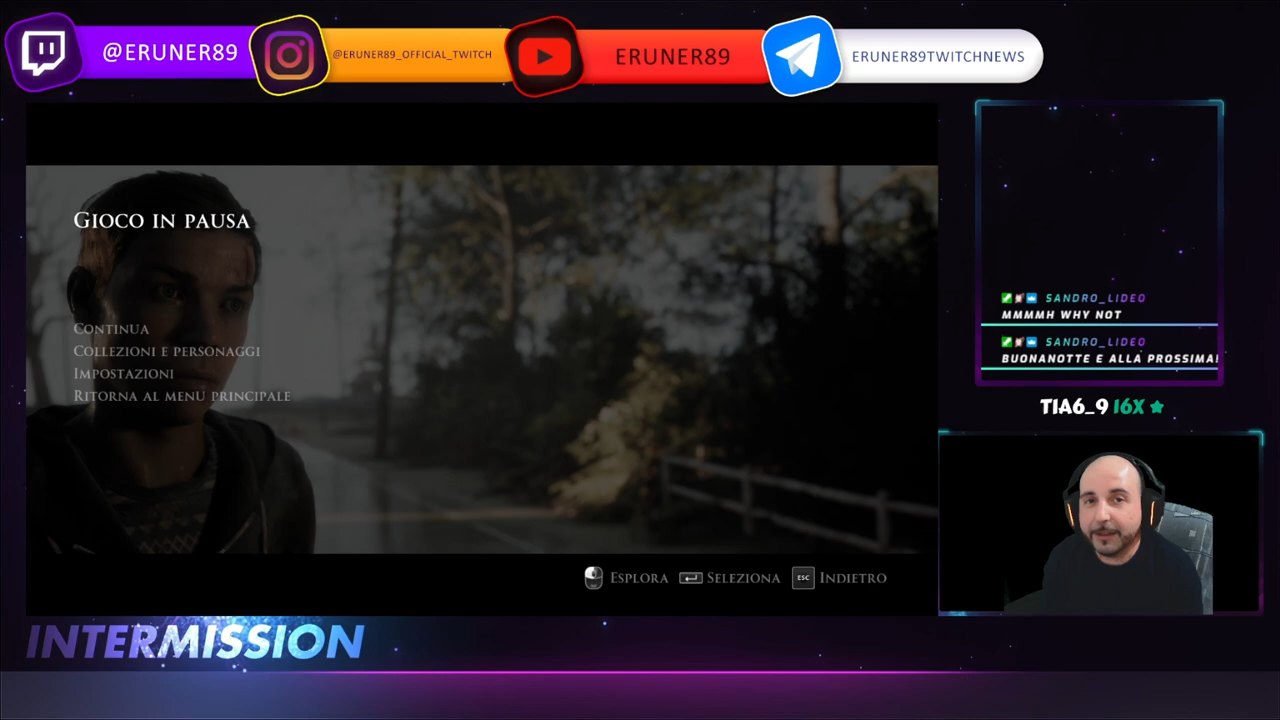 @ERUNER89
@ERUNER89_OFFICIAL_TWITCH
ERUNER89
ERUNER89TWITCHNEWS
GIOCO IN PAUSA
CONTINUA
COLLEZIONI E PERSONAGGI
IMPOSTAZIONI
RITORNA AL MENU PRINCIPALE
ESPLORA
SELEZIONA
ESC INDIETRO
SANDRO_LIDEO
MMMMH WHY NOT
SANDRO_LIDEO
BUONANOTTE E ALLA PROSSIMA!
TIA6_9 16X
INTERMISSION